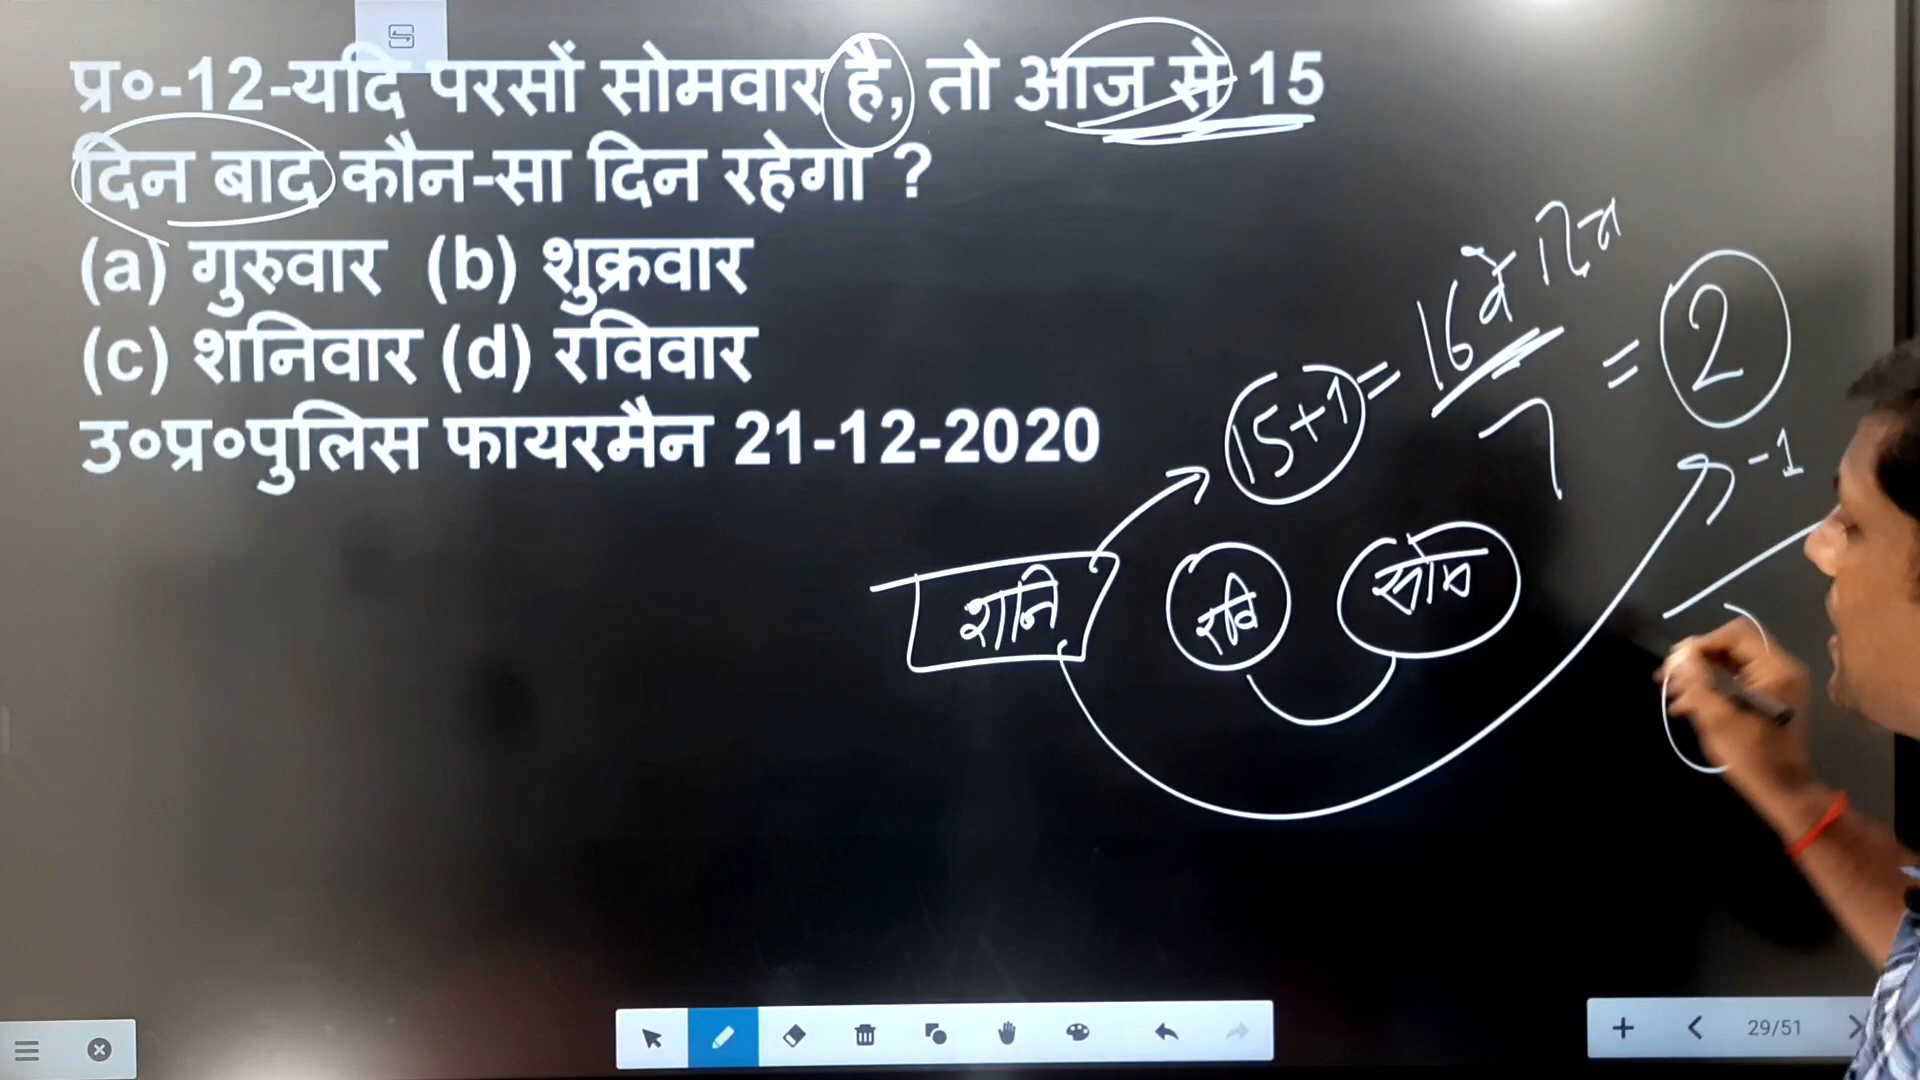 प्र०-12-यदि परसों सोमवार है, तो आज से 15
दिन बाद कौन-सा दिन रहेगा ?
(a) गुरुवार (b) शुक्रवार
(c) शनिवार (d) रविवार
उ०प्र०पुलिस फायरमैन 21-12-2020
15+1 = 16वे दिन
7
= 2
-1
शनि रवि सोम
29/51